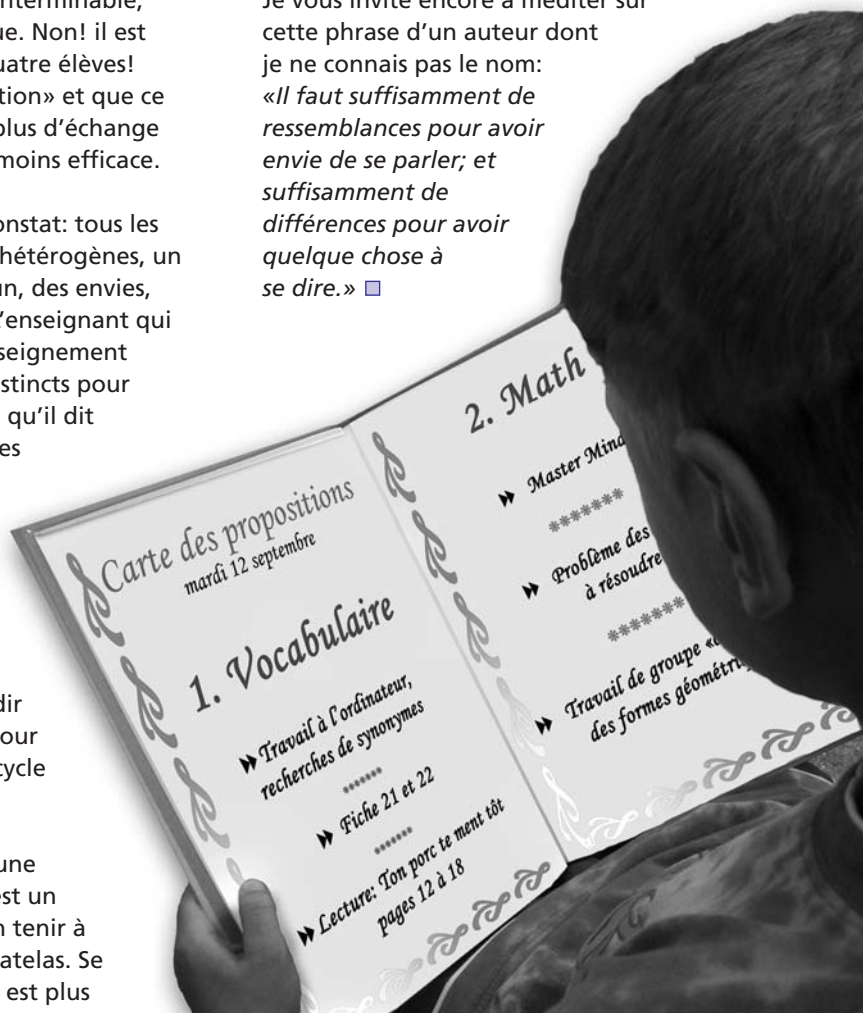 nterminable,
ue. Non! il est
uatre élèves!
tion» et que ce
plus d'échange
moins efficace.
onstat: tous les
hétérogènes, un
un, des envies,
'enseignant qui
seignement
stincts pour
qu'il dit
es
dir
our
cycle
une
est un
n tenir à
atelas. Se
est plus
Je vous invite encore à méditer sur
cette phrase d'un auteur dont
je ne connais pas le nom:
«Il faut suffisamment de
ressemblances pour avoir
envie de se parler; et
suffisamment de
différences pour avoir
quelque chose à
se dire.»
Carte des propositions
mardi 12 septembre
1. Vocabulaire
Travail à l'ordinateur,
recherches de synonymes
*******
Fiche 21 et 22
*******
Lecture: Ton porc te ment tôt
pages 12 à 18
2. Math
Master Mind
*******
Problème des
à résoudre
*******
Travail de groupe
des formes géométri